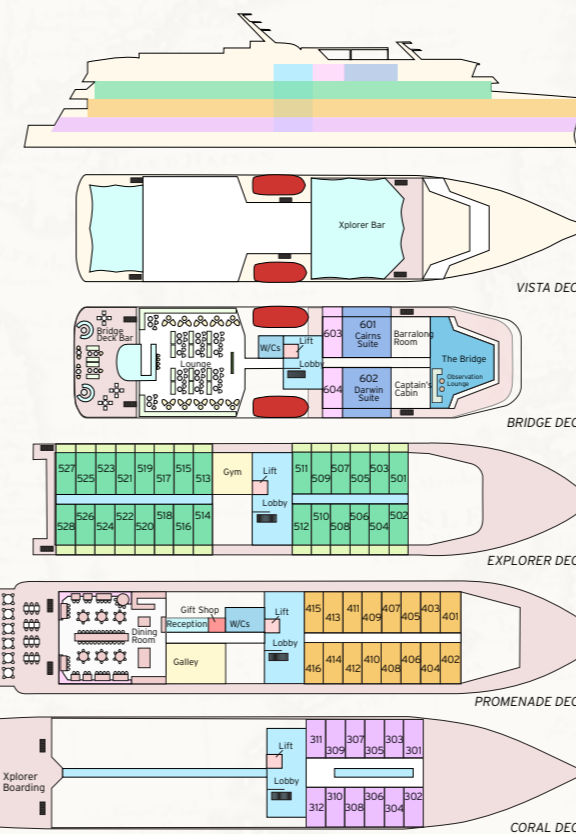 Xplorer Bar
VISTA DEC
Bridge
Deck Bar
Lounge
W/Cs
Lift
Lobby
603
604
601
Cairns
Suite
602
Darwin
Suite
Barralong
Room
Captain's
Cabin
The Bridge
Observation
Lounge
BRIDGE DEC
527
525
523
521
519
517
515
513
528
526
524
522
520
518
516
514
Gym
Lift
Lobby
511
509
507
505
503
501
512
510
508
506
504
502
EXPLORER DEC
Dining
Room
Gift Shop
Reception
W/Cs
Galley
Lift
Lobby
415
413
411
409
407
405
403
401
416
414
412
410
408
406
404
402
PROMENADE DEC
Xplorer
Boarding
Lift
Lobby
311
309
307
305
303
301
312
310
308
306
304
302
CORAL DEC